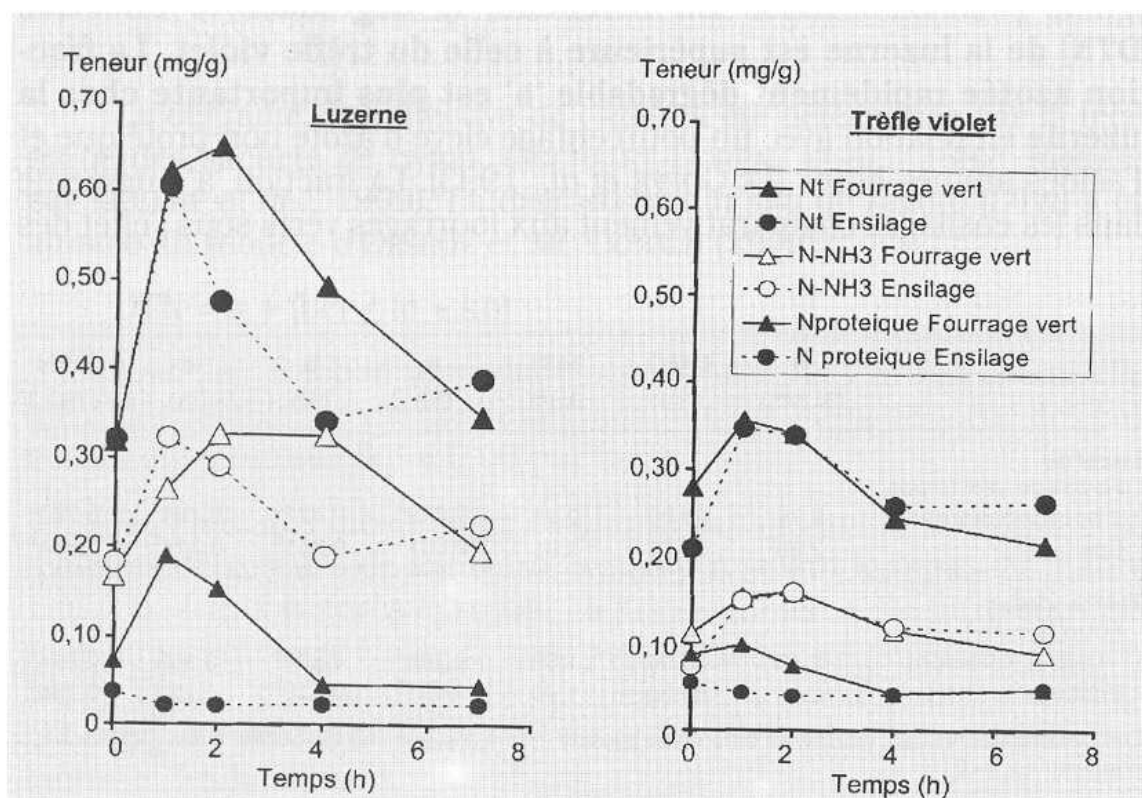 Teneur (mg/g)
0,70
0,60
0,50
0,40
0,30
0,20
0,10
0
Luzerne
0
2
4
6
8
Temps (h)
Teneur (mg/g)
0,70
0,60
0,50
0,40
0,30
0,20
0,10
0
Trèfle violet
Nt Fourrage vert
Nt Ensilage
N-NH3 Fourrage vert
N-NH3 Ensilage
Nproteique Fourrage vert
N proteique Ensilage
0
2
4
6
8
Temps (h)